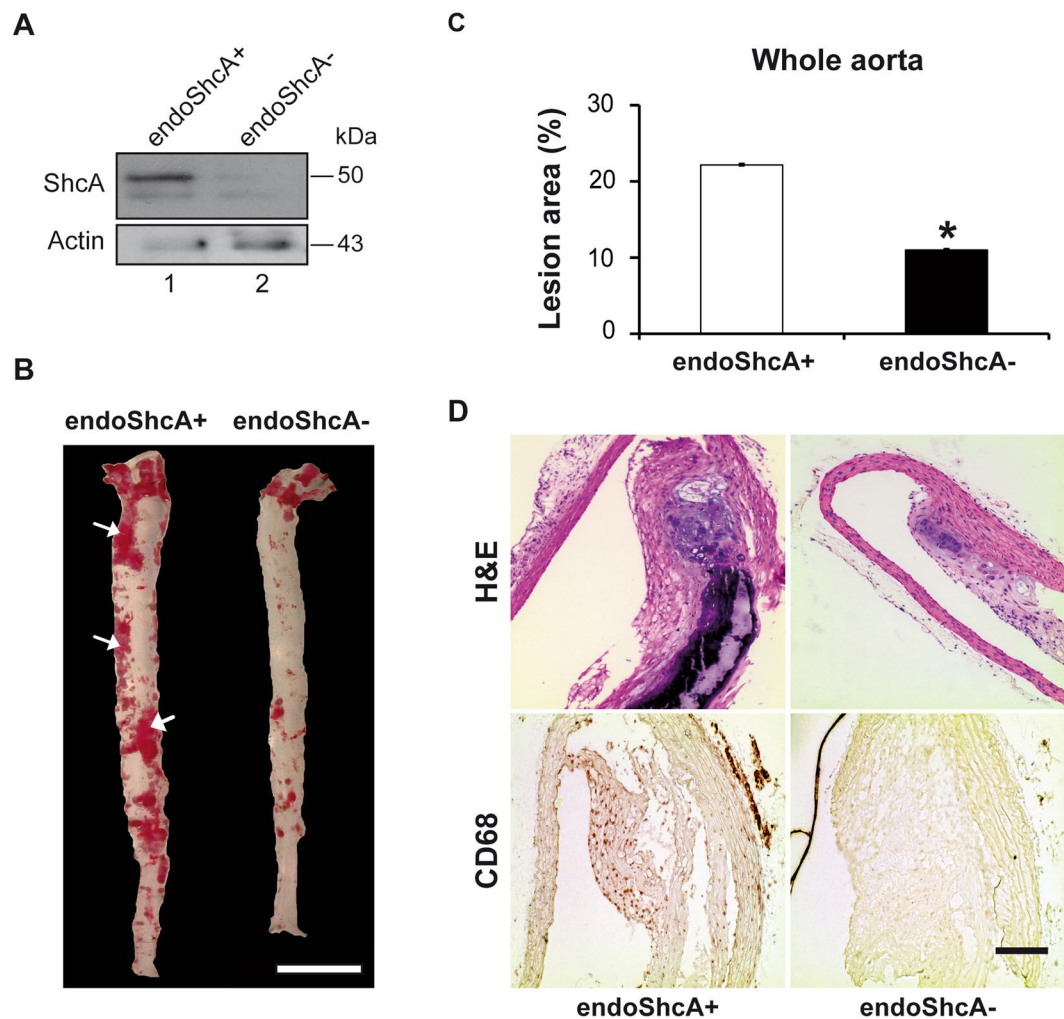 A
endoShcA+
endoShcA-
kDa
ShcA
50
Actin
43
1 2
B
endoShcA+ endoShcA-
C
Whole aorta
Lesion area (%)
30
20
10
0
*
endoShcA+ endoShcA-
D
H&E
CD68
endoShcA+ endoShcA-